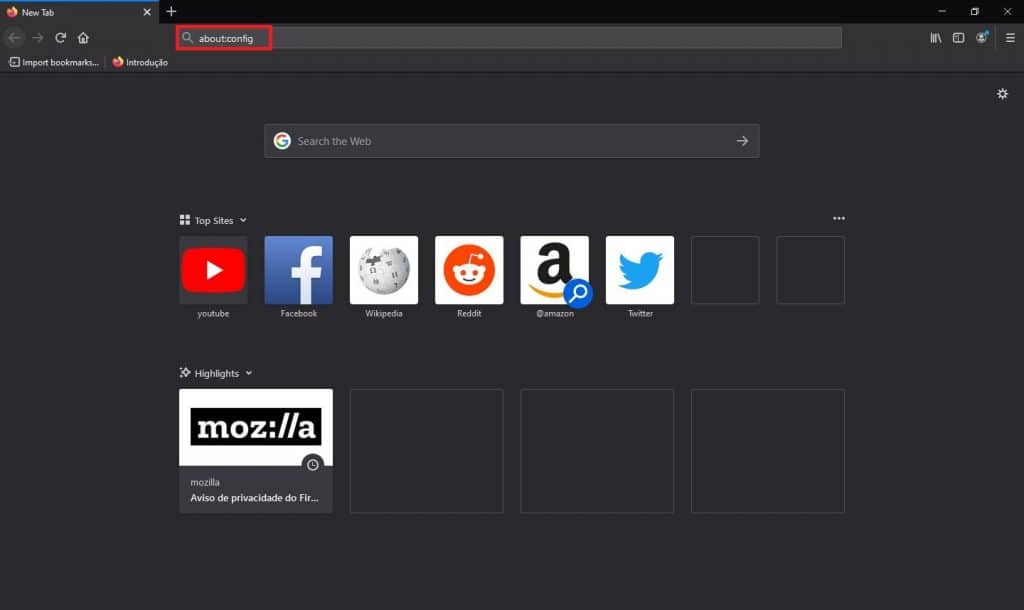 New Tab
about:config
Import bookmarks...
Introdução
Search the Web
Top Sites
youtube
Facebook
Wikipedia
Reddit
@amazon
Twitter
Highlights
moz://a
mozilla
Aviso de privacidade do Fir...